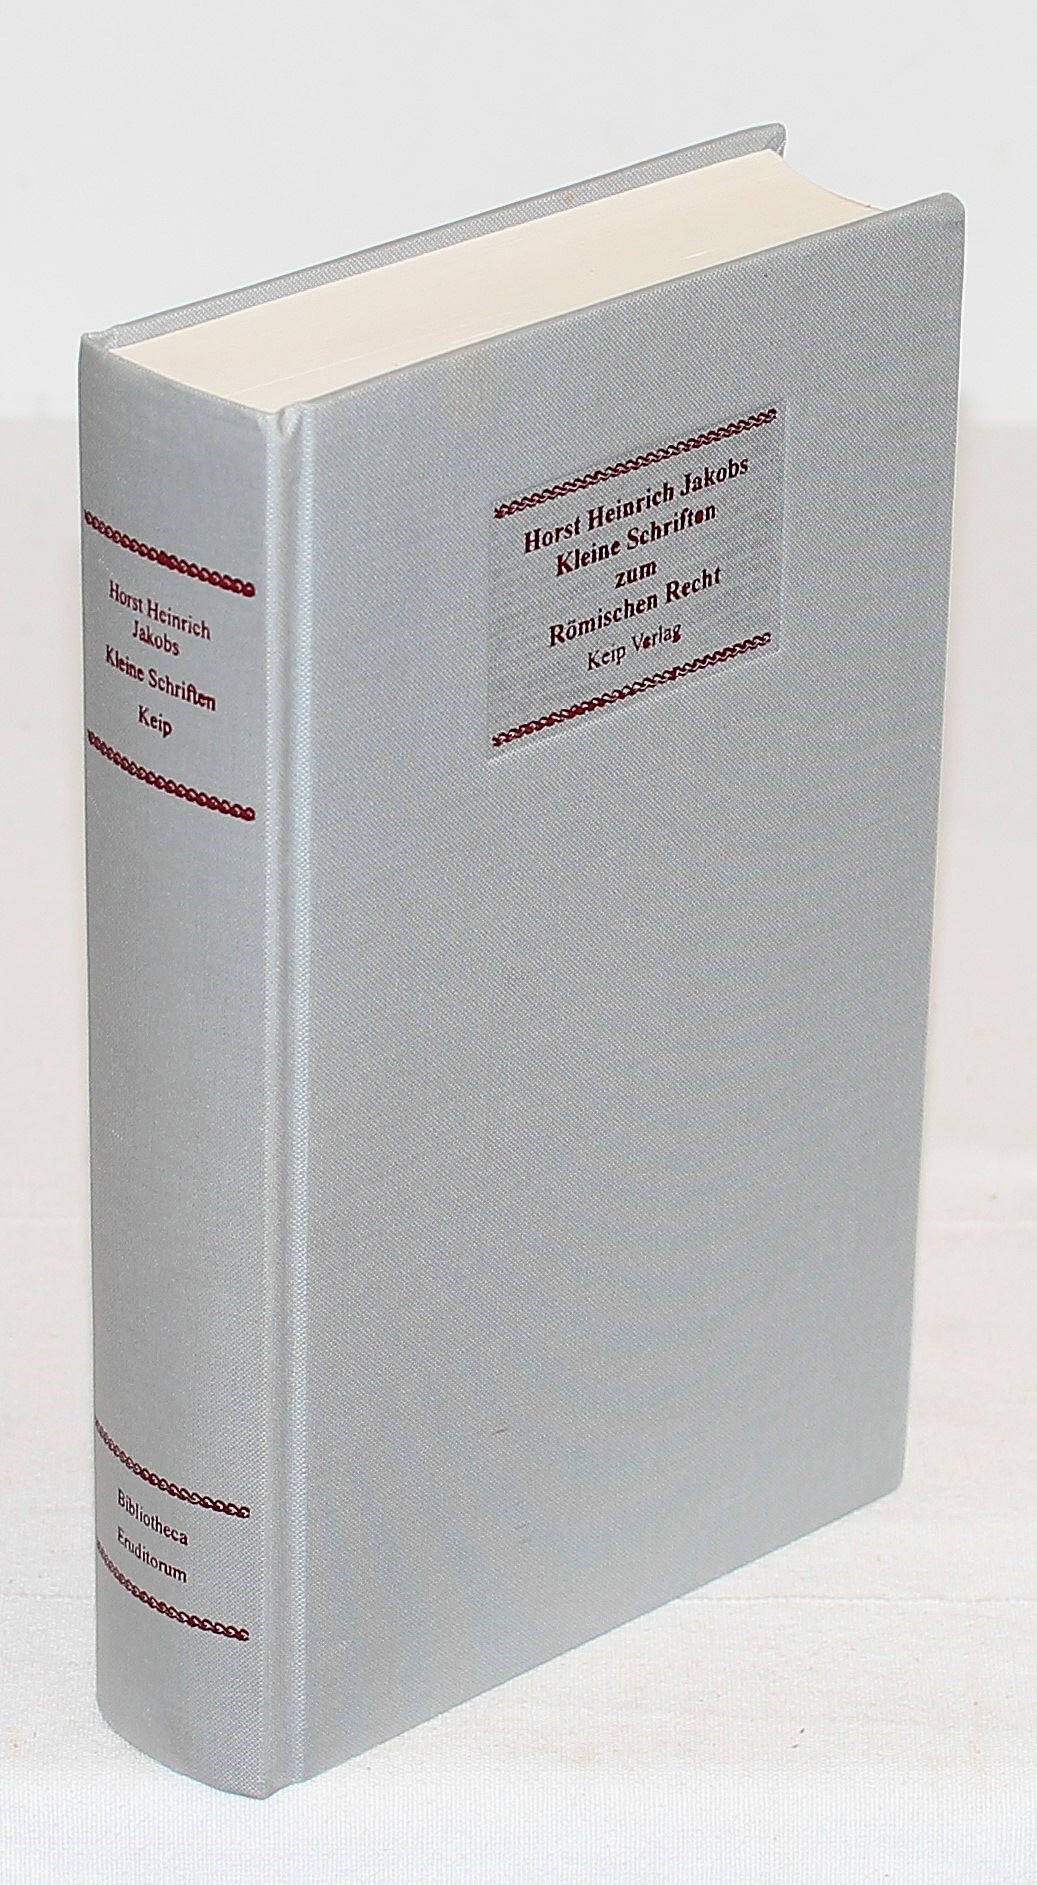 Horst Heinrich Jakobs
Kleine Schriften
zum
Römischen Recht
Keip Verlag
Horst Heinrich
Jakobs
Kleine Schriften
Keip
Bibliotheca
Eruditorum